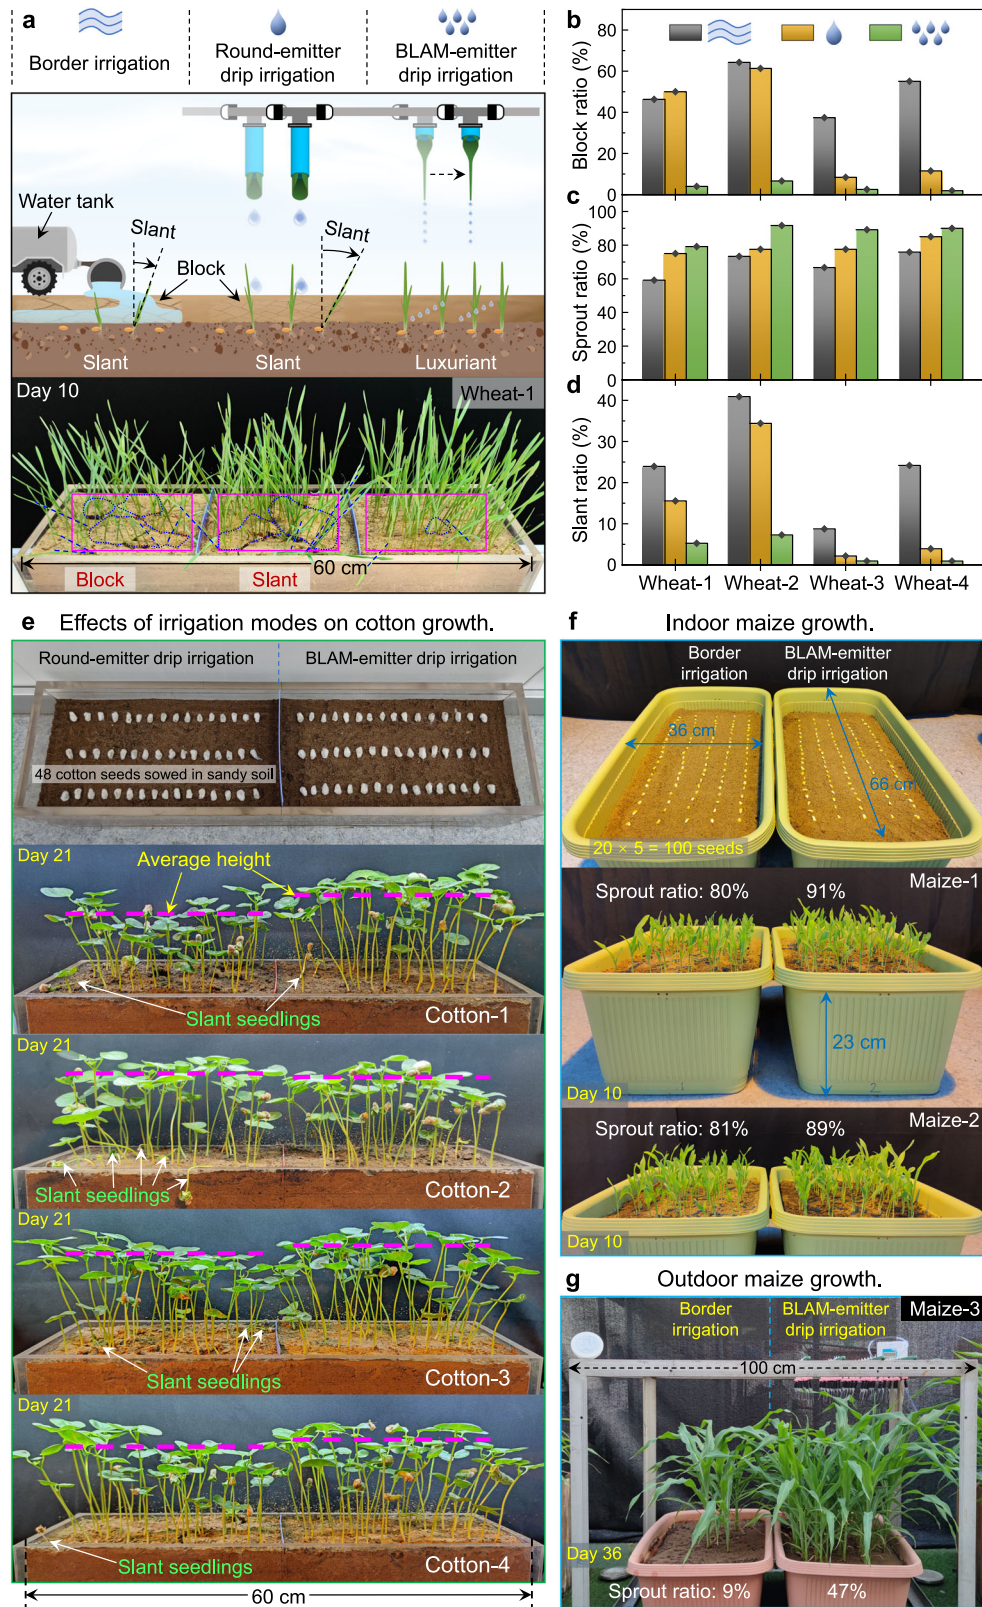 a
Border irrigation
Round-emitter
drip irrigation
BLAM-emitter
drip irrigation
Water tank
Slant
Slant
Block
Slant
Slant
Luxuriant
Day 10
Wheat-1
60 cm
Block
Slant
b
Block ratio (%)
80
60
40
20
0
c
Sprout ratio (%)
100
80
60
40
20
0
d
Slant ratio (%)
40
30
20
10
0
Wheat-1 Wheat-2 Wheat-3 Wheat-4
e Effects of irrigation modes on cotton growth.
Round-emitter drip irrigation
BLAM-emitter drip irrigation
48 cotton seeds sowed in sandy soil
Day 21
Average height
Slant seedlings
Cotton-1
Day 21
Slant seedlings
Cotton-2
Day 21
Slant seedlings
Cotton-3
Day 21
Slant seedlings
Cotton-4
60 cm
f Indoor maize growth.
Border
irrigation
BLAM-emitter
drip irrigation
36 cm
66 cm
20 × 5 = 100 seeds
Sprout ratio: 80% 91%
Maize-1
23 cm
1
2
Day 10
Maize-2
Sprout ratio: 81% 89%
Day 10
g Outdoor maize growth.
Border
irrigation
BLAM-emitter
drip irrigation
Maize-3
100 cm
Day 36
Sprout ratio: 9% 47%